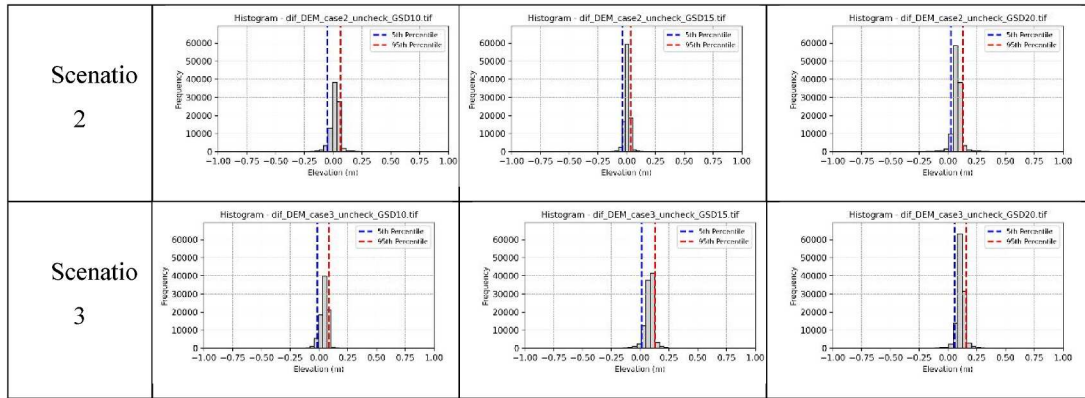 Scenatio
2
Histogram - dif_DEM_case2_uncheck_GSD10.tif
5th Percentile
95th Percentile
Frequency
60000
50000
40000
30000
20000
10000
0
−1.00 −0.75 −0.50 −0.25 0.00 0.25 0.50 0.75 1.00
Elevation (m)
Histogram - dif_DEM_case2_uncheck_GSD15.tif
5th Percentile
95th Percentile
Frequency
60000
50000
40000
30000
20000
10000
0
−1.00 −0.75 −0.50 −0.25 0.00 0.25 0.50 0.75 1.00
Elevation (m)
Histogram - dif_DEM_case2_uncheck_GSD20.tif
5th Percentile
95th Percentile
Frequency
60000
50000
40000
30000
20000
10000
0
−1.00 −0.75 −0.50 −0.25 0.00 0.25 0.50 0.75 1.00
Elevation (m)
Scenatio
3
Histogram - dif_DEM_case3_uncheck_GSD10.tif
5th Percentile
95th Percentile
Frequency
60000
50000
40000
30000
20000
10000
0
−1.00 −0.75 −0.50 −0.25 0.00 0.25 0.50 0.75 1.00
Elevation (m)
Histogram - dif_DEM_case3_uncheck_GSD15.tif
5th Percentile
95th Percentile
Frequency
60000
50000
40000
30000
20000
10000
0
−1.00 −0.75 −0.50 −0.25 0.00 0.25 0.50 0.75 1.00
Elevation (m)
Histogram - dif_DEM_case3_uncheck_GSD20.tif
5th Percentile
95th Percentile
Frequency
60000
50000
40000
30000
20000
10000
0
−1.00 −0.75 −0.50 −0.25 0.00 0.25 0.50 0.75 1.00
Elevation (m)